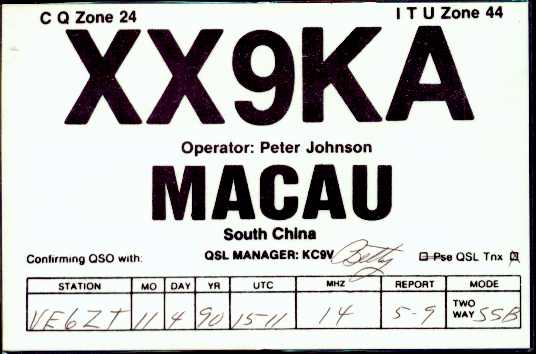 C Q Zone 24 I T U Zone 44
XX9KA
Operator: Peter Johnson
MACAU
South China
Confirming QSO with: QSL MANAGER: KC9V Betty Pse QSL Tnx
STATION MO DAY YR UTC MHZ REPORT MODE
VE6ZT 11 4 90 1511 14 5-9 TWO WAY SSB